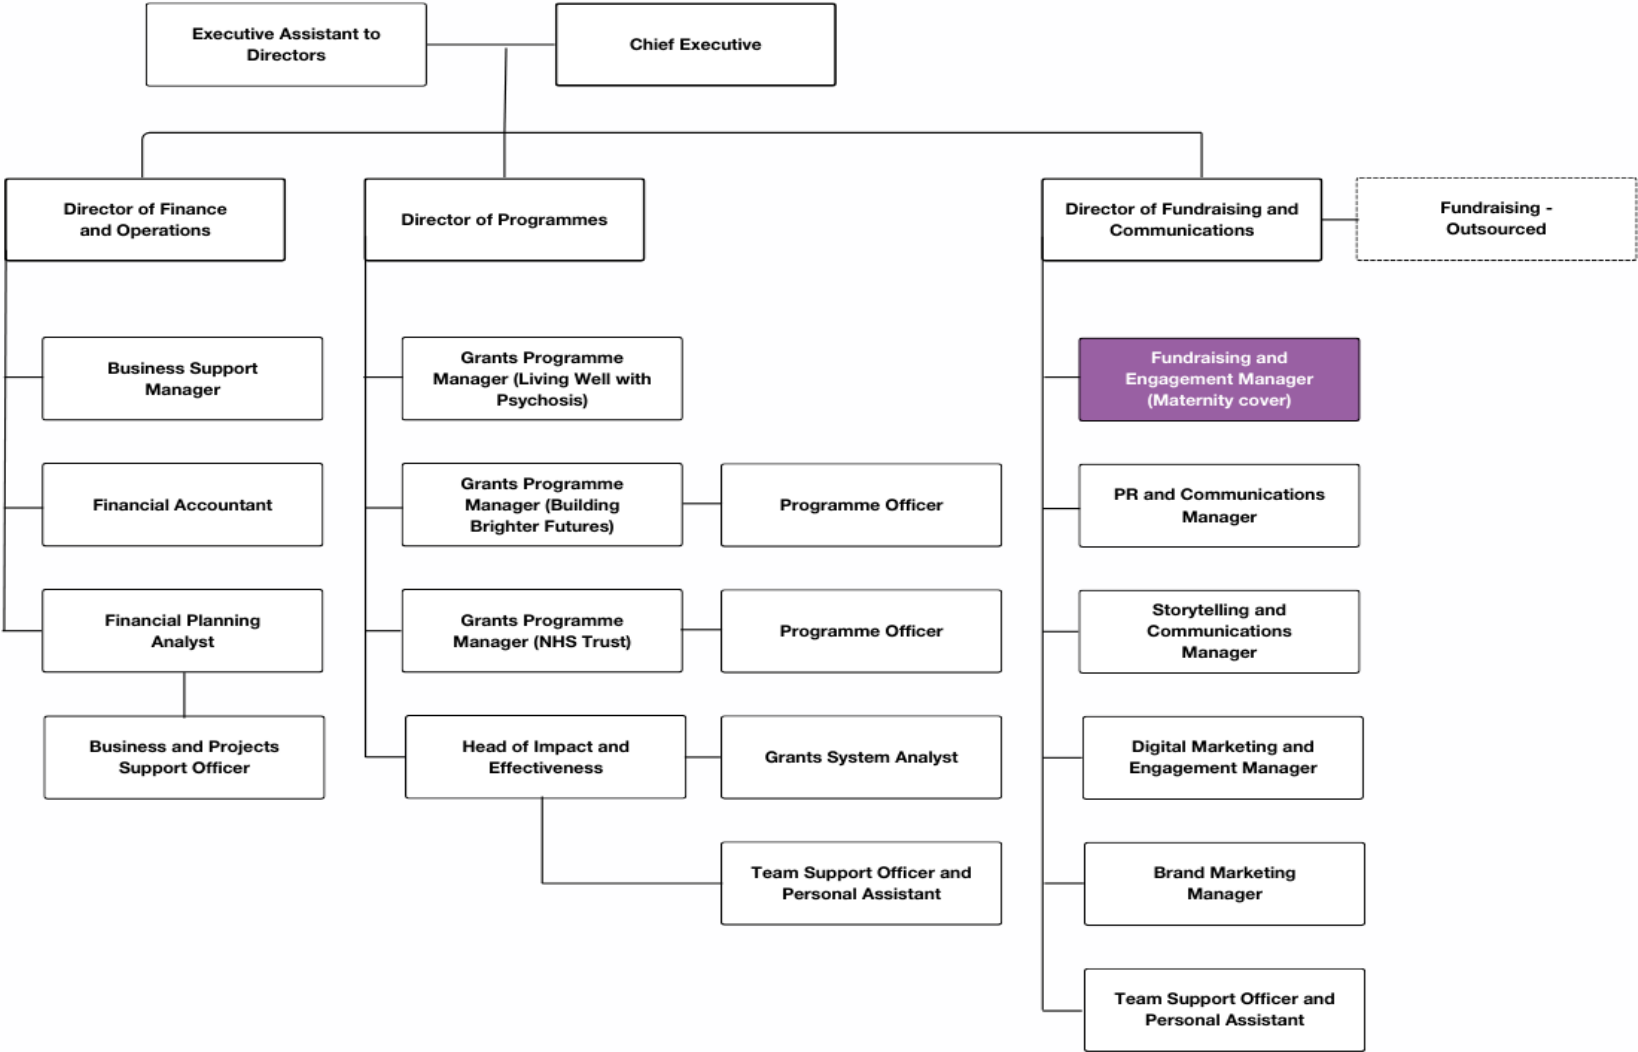 Executive Assistant to
Directors
Chief Executive
Director of Finance
and Operations
Director of Programmes
Director of Fundraising and
Communications
Fundraising -
Outsourced
Business Support
Manager
Grants Programme
Manager (Living Well with
Psychosis)
Fundraising and
Engagement Manager
(Maternity cover)
Financial Accountant
Grants Programme
Manager (Building
Brighter Futures)
Programme Officer
PR and Communications
Manager
Financial Planning
Analyst
Grants Programme
Manager (NHS Trust)
Programme Officer
Storytelling and
Communications
Manager
Business and Projects
Support Officer
Head of Impact and
Effectiveness
Grants System Analyst
Digital Marketing and
Engagement Manager
Team Support Officer and
Personal Assistant
Brand Marketing
Manager
Team Support Officer and
Personal Assistant